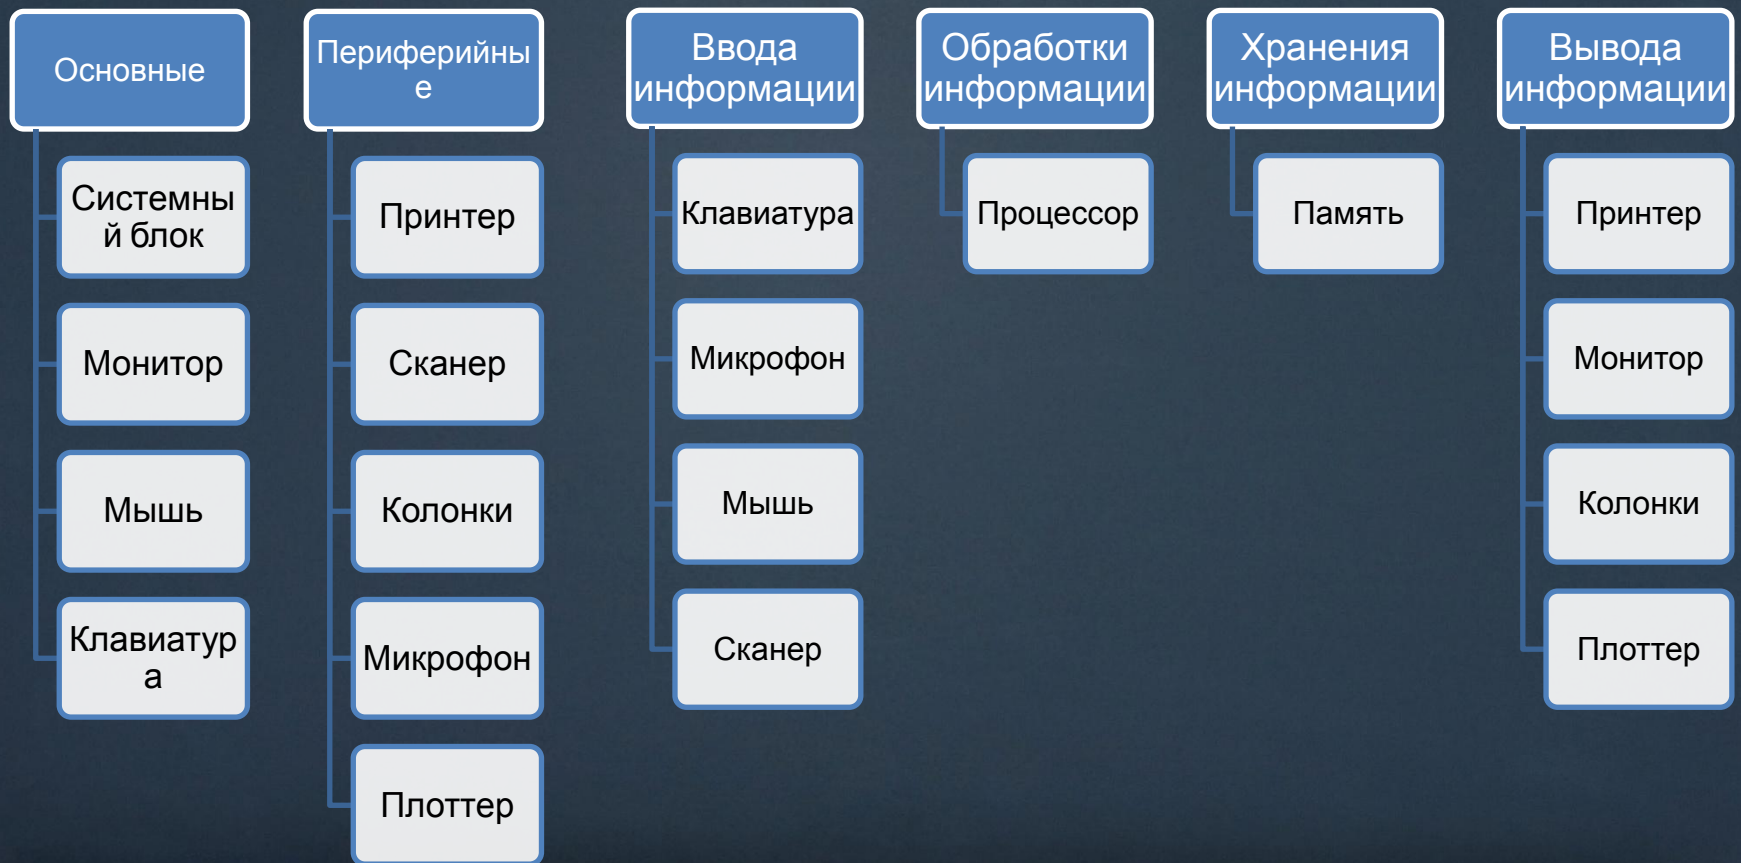 Основные
Периферийны
е
Ввода
информации
Обработки
информации
Хранения
информации
Вывода
информации
Системны
й блок
Монитор
Мышь
Клавиатур
а
Принтер
Сканер
Колонки
Микрофон
Плоттер
Клавиатура
Микрофон
Мышь
Сканер
Процессор
Память
Принтер
Монитор
Колонки
Плоттер